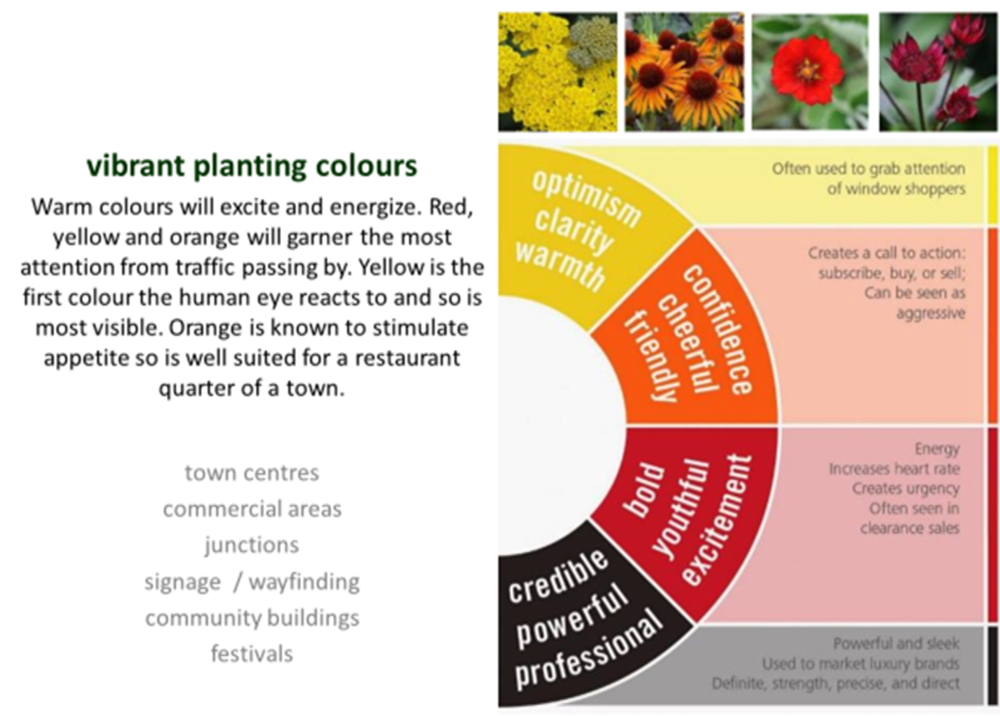 vibrant planting colours
Warm colours will excite and energize. Red,
yellow and orange will garner the most
attention from traffic passing by. Yellow is the
first colour the human eye reacts to and so is
most visible. Orange is known to stimulate
appetite so is well suited for a restaurant
quarter of a town.
town centres
commercial areas
junctions
signage / wayfinding
community buildings
festivals
optimism
clarity
warmth
Often used to grab attention
of window shoppers
confidence
cheerful
friendly
Creates a call to action:
subscribe, buy, or sell;
Can be seen as
aggressive
bold
youthful
excitement
Energy
Increases heart rate
Creates urgency
Often seen in
clearance sales
credible
powerful
professional
Powerful and sleek
Used to market luxury brands
Definite, strength, precise, and direct